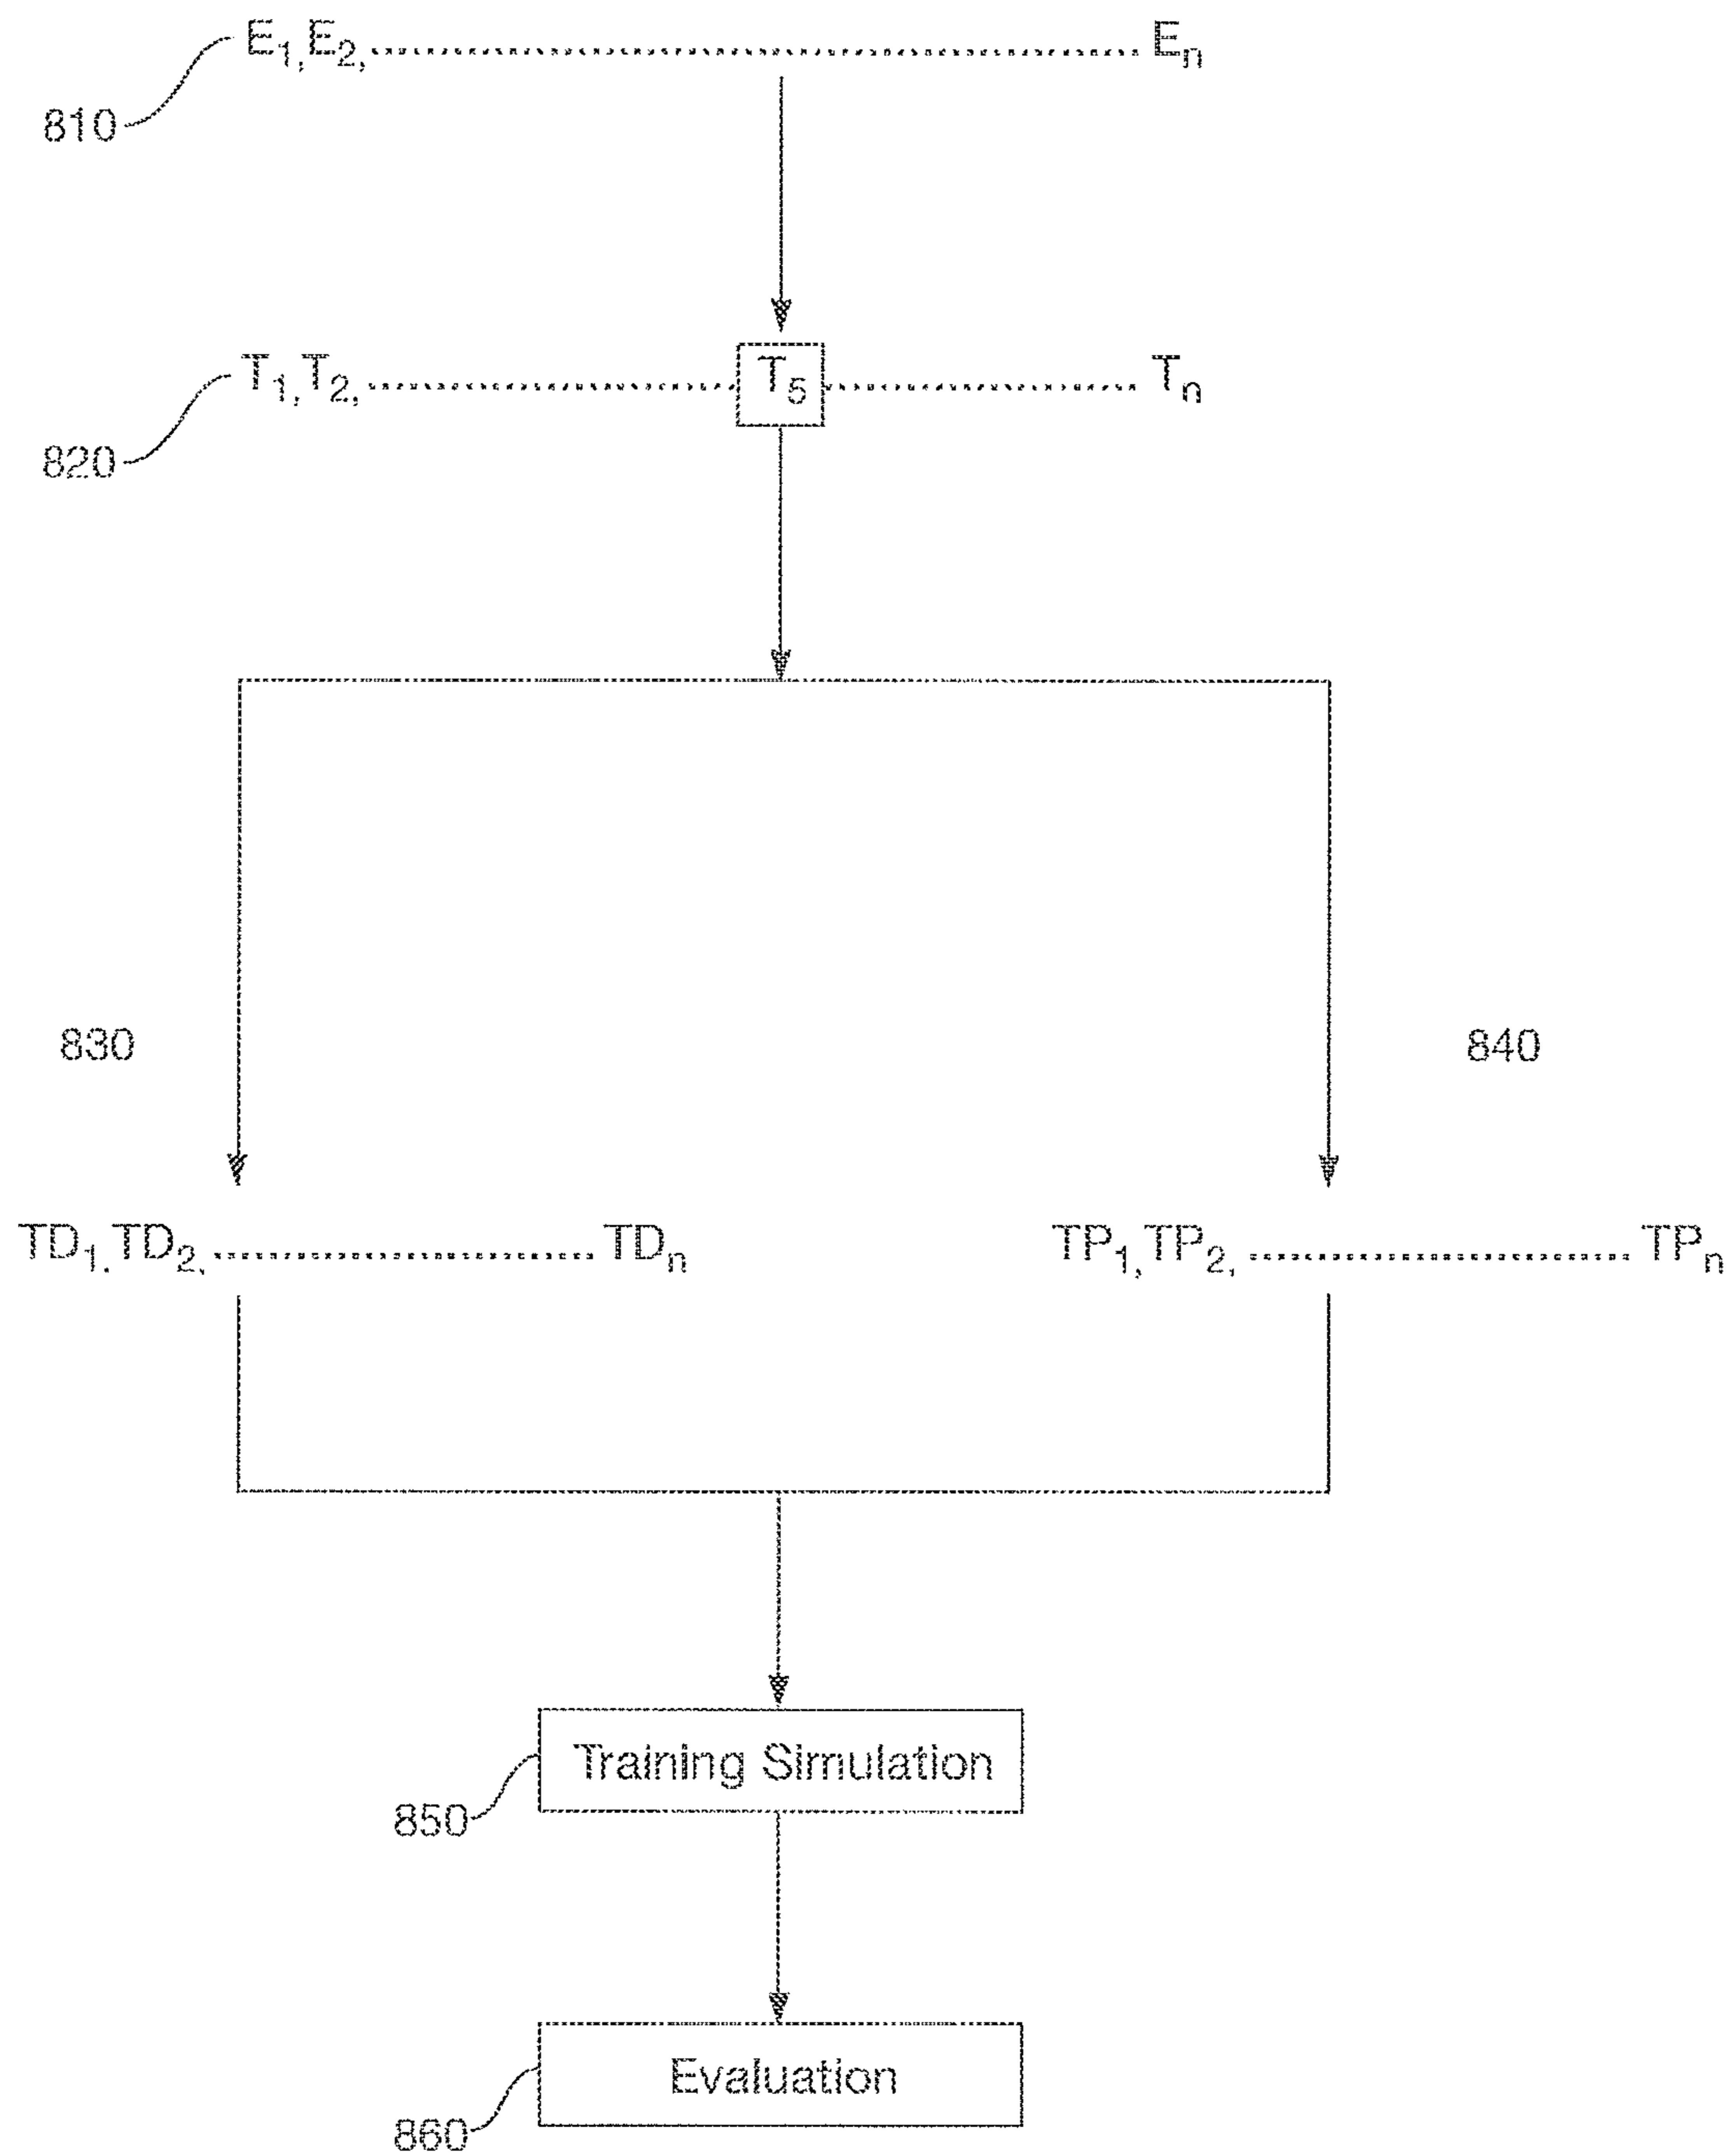 E1, E2, ........ En
810
T1, T2, ........ T5 ........ Tn
820
830
840
TD1. TD2, ........ TDn
TP1, TP2, ........ TPn
Training Simulation
850
Evaluation
860